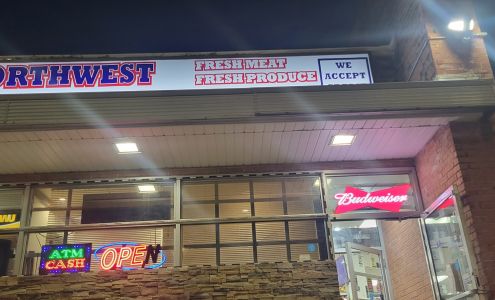 ORTHWEST
FRESH MEAT
FRESH PRODUCE
WE
ACCEPT
Budweiser
ATM
CASH
OPEN